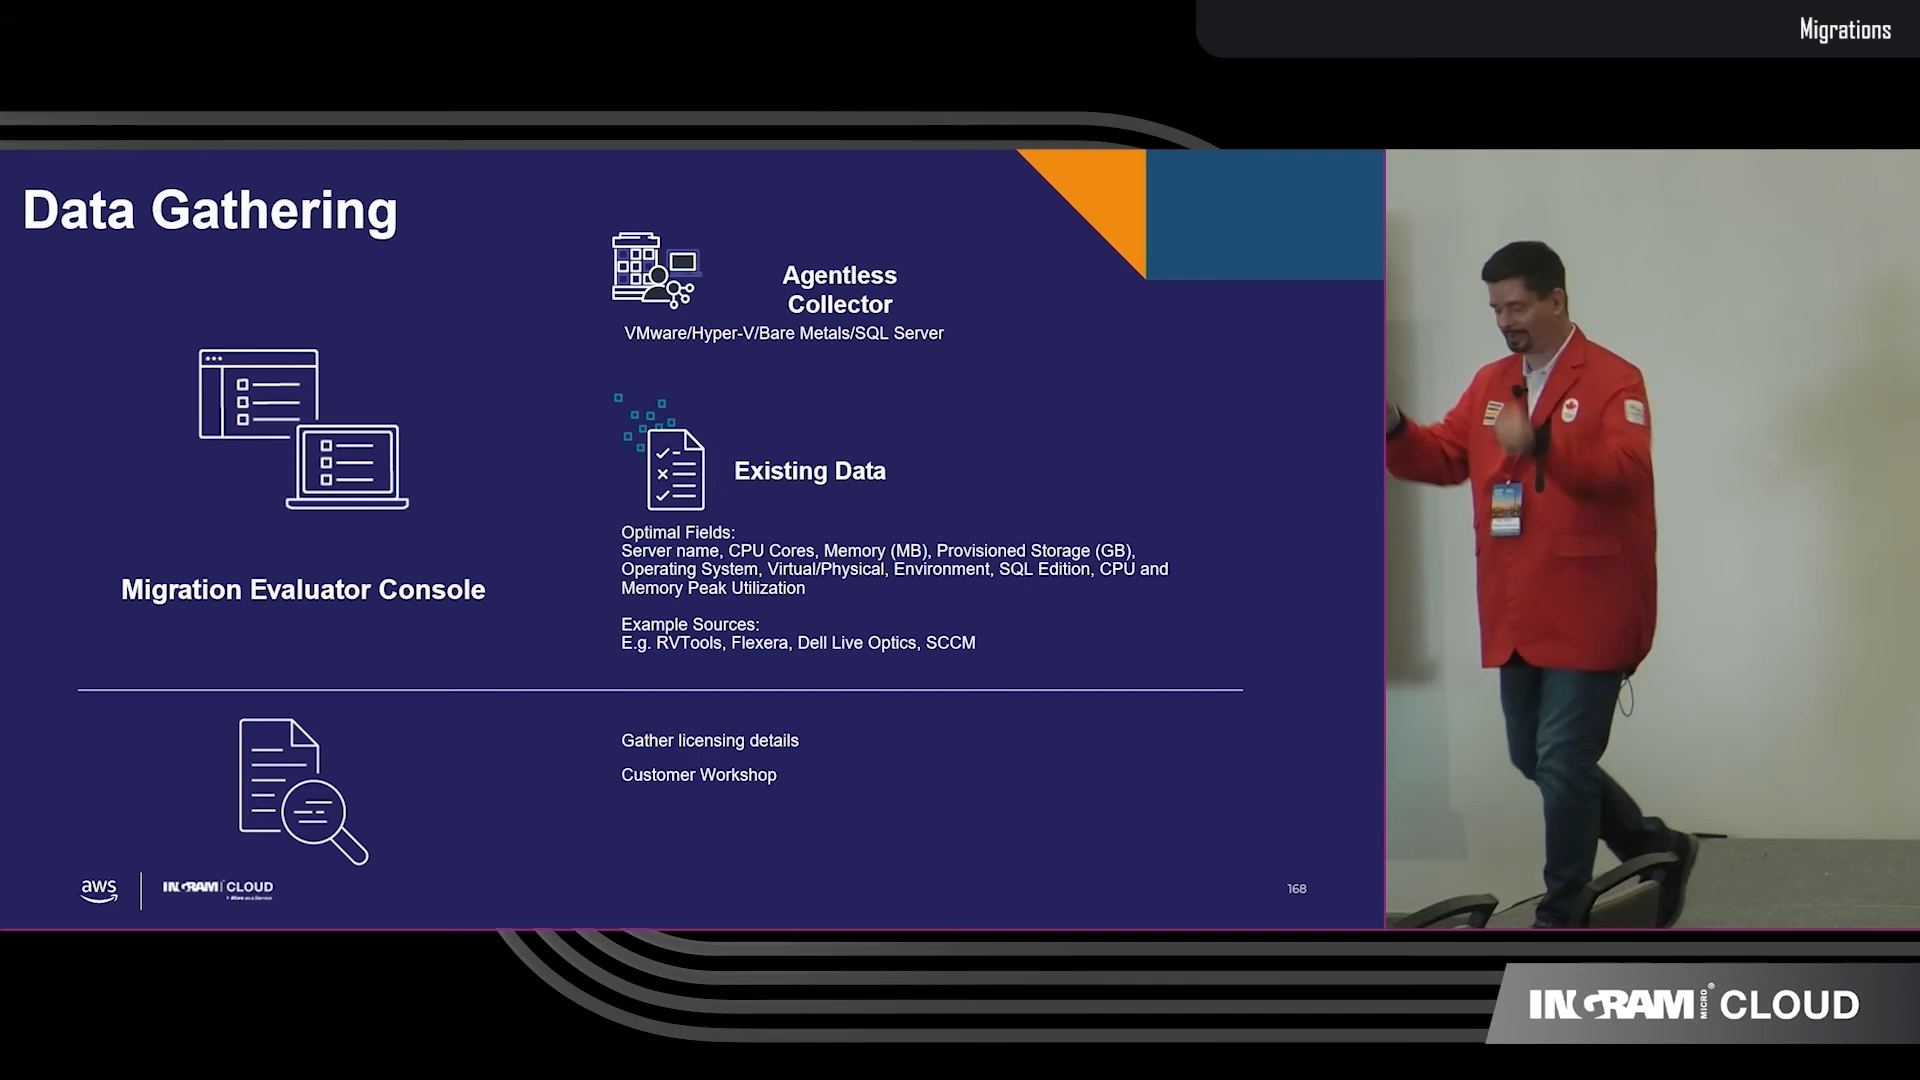 Migrations
Data Gathering
Agentless
Collector
VMware/Hyper-V/Bare Metals/SQL Server
Existing Data
Optimal Fields:
Server name, CPU Cores, Memory (MB), Provisioned Storage (GB),
Operating System, Virtual/Physical, Environment, SQL Edition, CPU and
Memory Peak Utilization
Migration Evaluator Console
Example Sources:
E.g. RVTools, Flexera, Dell Live Optics, SCCM
Gather licensing details
Customer Workshop
aws
INGRAM CLOUD
More as a Service
168
INGRAM MICRO® CLOUD